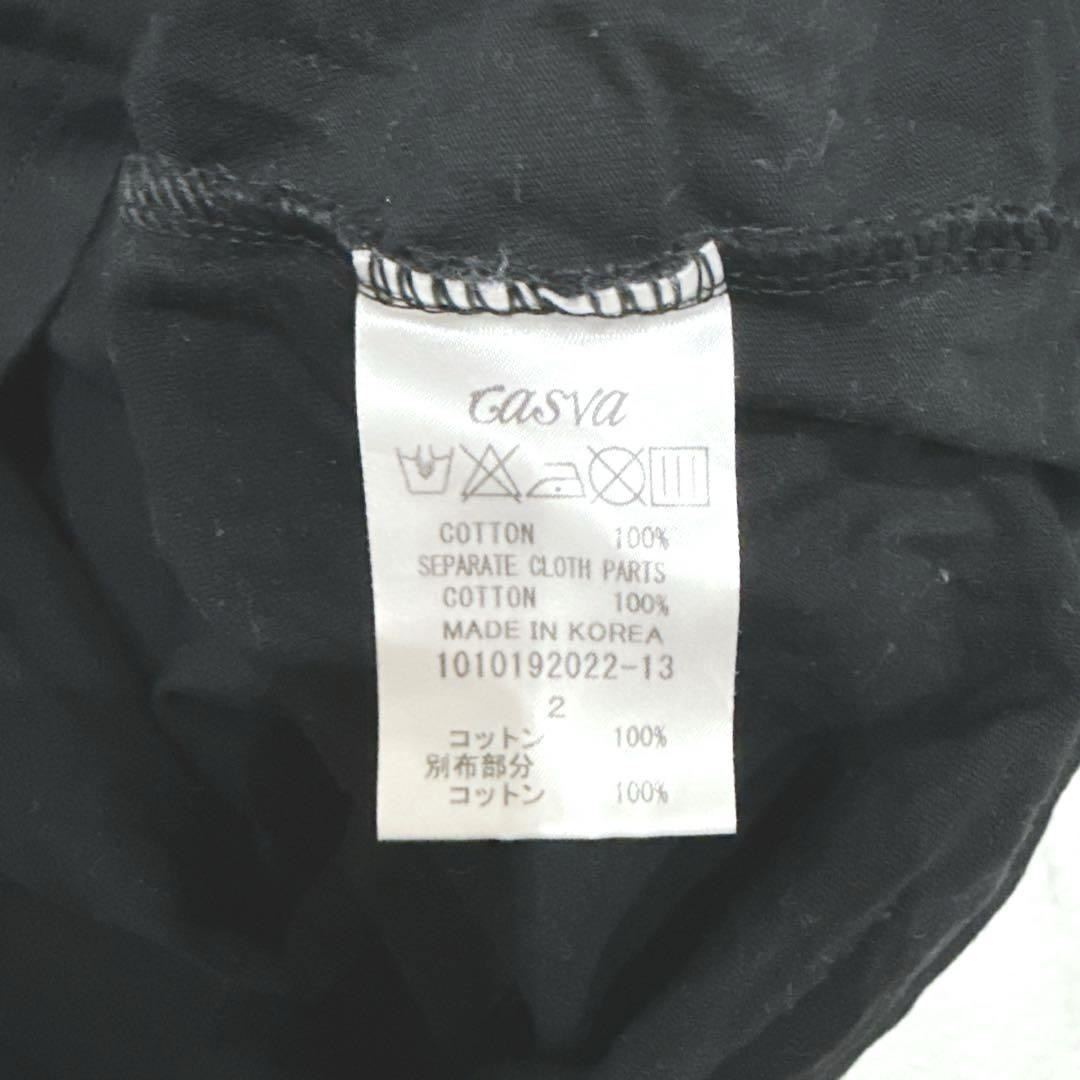 casva
COTTON 100%
SEPARATE CLOTH PARTS
COTTON 100%
MADE IN KOREA
1010192022-13
2
コットン 100%
別布部分
コットン 100%